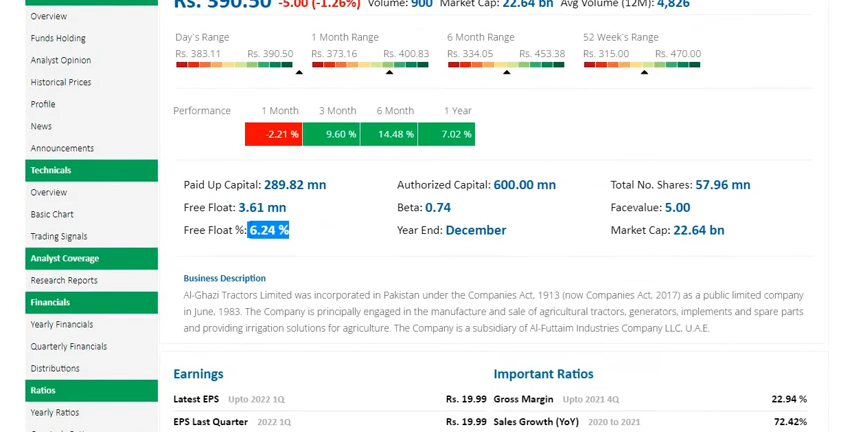 Rs. 390.50 -5.00 (-1.26%) Volume: 900 Market Cap: 22.64 bn Avg Volume (12M): 4,826
Overview
Funds Holding
Analyst Opinion
Historical Prices
Profile
News
Announcements
Technicals
Overview
Basic Chart
Trading Signals
Analyst Coverage
Research Reports
Financials
Yearly Financials
Quarterly Financials
Distributions
Ratios
Yearly Ratios
Day's Range 1 Month Range 6 Month Range 52 Week's Range
Rs. 383.11 Rs. 390.50 Rs. 373.16 Rs. 400.83 Rs. 334.05 Rs. 453.38 Rs. 315.00 Rs. 470.00
Performance 1 Month 3 Month 6 Month 1 Year
-2.21 % 9.60 % 14.48 % 7.02 %
Paid Up Capital: 289.82 mn Authorized Capital: 600.00 mn Total No. Shares: 57.96 mn
Free Float: 3.61 mn Beta: 0.74 Facevalue: 5.00
Free Float %: 6.24 % Year End: December Market Cap: 22.64 bn
Business Description
Al-Ghazi Tractors Limited was incorporated in Pakistan under the Companies Act, 1913 (now Companies Act, 2017) as a public limited company
in June, 1983. The Company is principally engaged in the manufacture and sale of agricultural tractors, generators, implements and spare parts
and providing irrigation solutions for agriculture. The Company is a subsidiary of Al-Futtaim Industries Company LLC, U.A.E.
Earnings Important Ratios
Latest EPS Upto 2022 1Q Rs. 19.99 Gross Margin Upto 2021 4Q 22.94 %
EPS Last Quarter 2022 1Q Rs. 19.99 Sales Growth (YoY) 2020 to 2021 72.42%